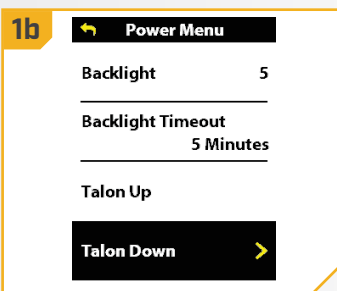 1b
Power Menu
Backlight 5
Backlight Timeout
5 Minutes
Talon Up
Talon Down